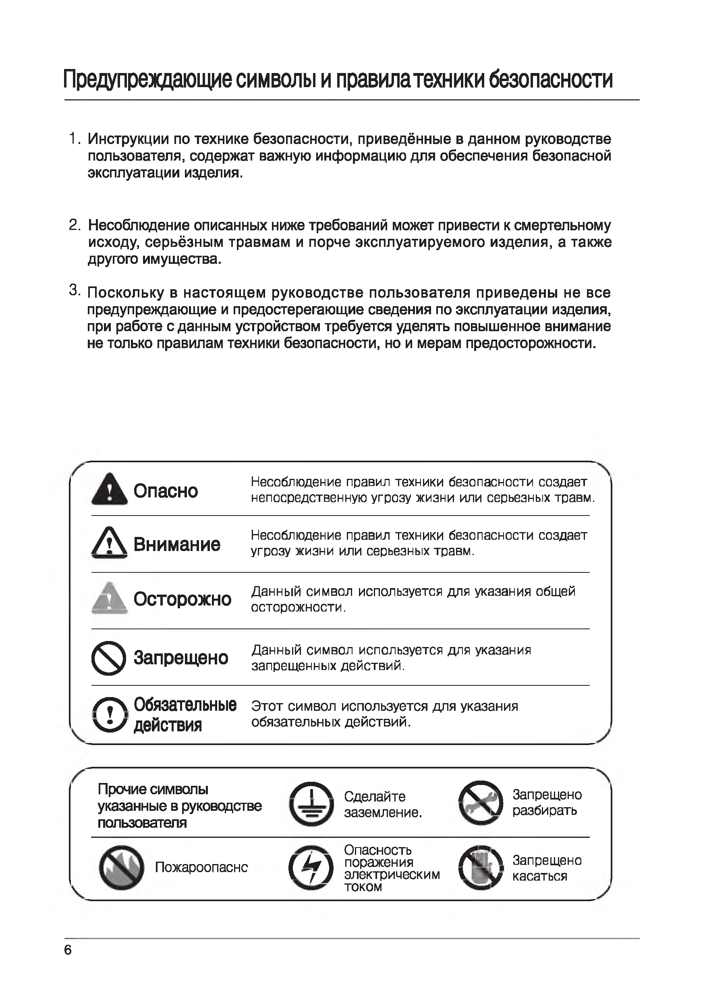 Предупреждающие символы и правила техники безопасности
1. Инструкции по технике безопасности, приведённые в данном руководстве
пользователя, содержат важную информацию для обеспечения безопасной
эксплуатации изделия.
2. Несоблюдение описанных ниже требований может привести к смертельному
исходу, серьёзным травмам и порче эксплуатируемого изделия, а также
другого имущества.
3. Поскольку в настоящем руководстве пользователя приведены не все
предупреждающие и предостерегающие сведения по эксплуатации изделия,
при работе с данным устройством требуется уделять повышенное внимание
не только правилам техники безопасности, но и мерам предосторожности.
Опасно
Несоблюдение правил техники безопасности создает
непосредственную угрозу жизни или серьезных травм.
Внимание
Несоблюдение правил техники безопасности создает
угрозу жизни или серьезных травм.
Осторожно
Данный символ используется для указания общей
осторожности.
Запрещено
Данный символ используется для указания
запрещенных действий.
Обязательные
действия
Этот символ используется для указания
обязательных действий.
Прочие символы
указанные в руководстве
пользователя
Сделайте
заземление.
Запрещено
разбирать
Пожароопаснс
Опасность
поражения
электрическим
током
Запрещено
касаться
6